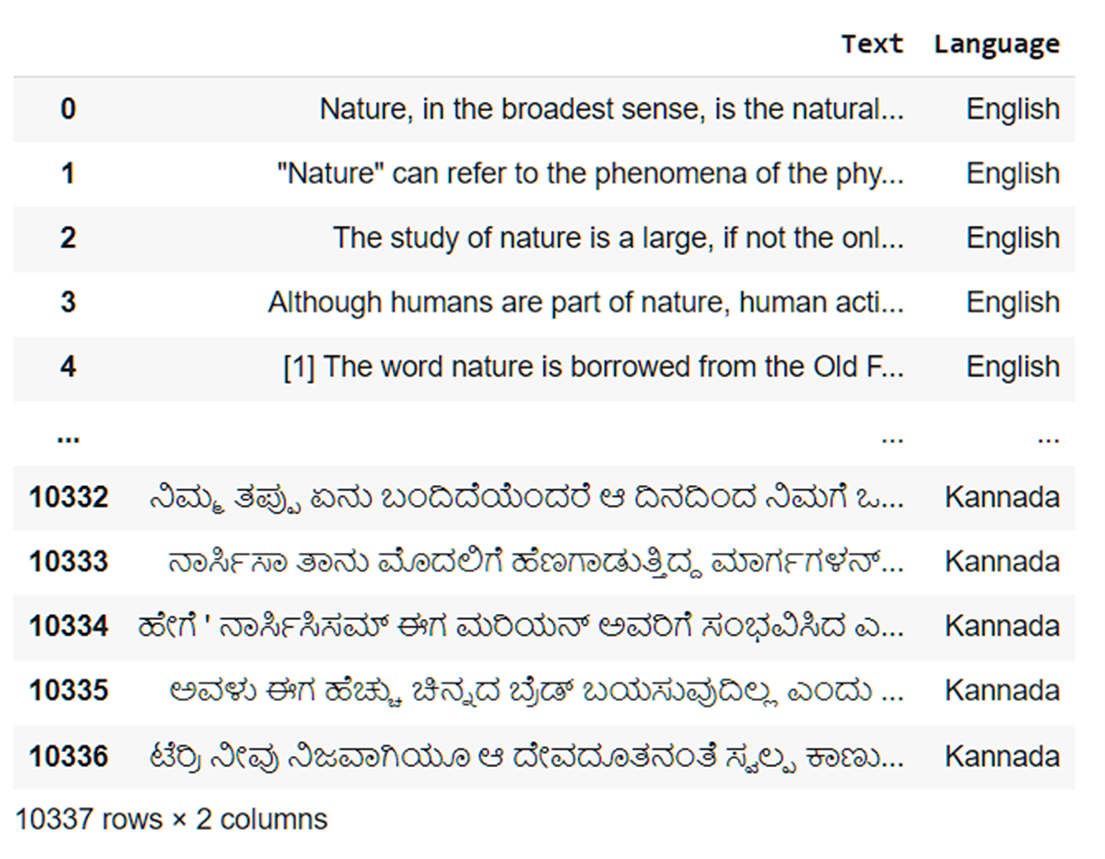 Text Language
0 Nature, in the broadest sense, is the natural... English
1 "Nature" can refer to the phenomena of the phy... English
2 The study of nature is a large, if not the onl... English
3 Although humans are part of nature, human acti... English
4 [1] The word nature is borrowed from the Old F... English
... ... ...
10332 ನಿಮ್ಮ ತಪ್ಪು ಏನು ಬಂದಿದೆಯೆಂದರೆ ಆ ದಿನದಿಂದ ನಿಮಗೆ ಒ... Kannada
10333 ನಾರ್ಸಿಸಾ ತಾನು ಮೊದಲಿಗೆ ಹೆಣಗಾಡುತ್ತಿದ್ದ ಮಾರ್ಗಗಳನ್... Kannada
10334 ಹೇಗೆ ' ನಾರ್ಸಿಸಿಸಮ್ ಈಗ ಮರಿಯನ್ ಅವರಿಗೆ ಸಂಭವಿಸಿದ ಎ... Kannada
10335 ಅವಳು ಈಗ ಹೆಚ್ಚು ಚಿನ್ನದ ಬ್ರೆಡ್ ಬಯಸುವುದಿಲ್ಲ ಎಂದು ... Kannada
10336 ಟೆರ್ರಿ ನೀವು ನಿಜವಾಗಿಯೂ ಆ ದೇವದೂತನಂತೆ ಸ್ವಲ್ಪ ಕಾಣು... Kannada
10337 rows × 2 columns